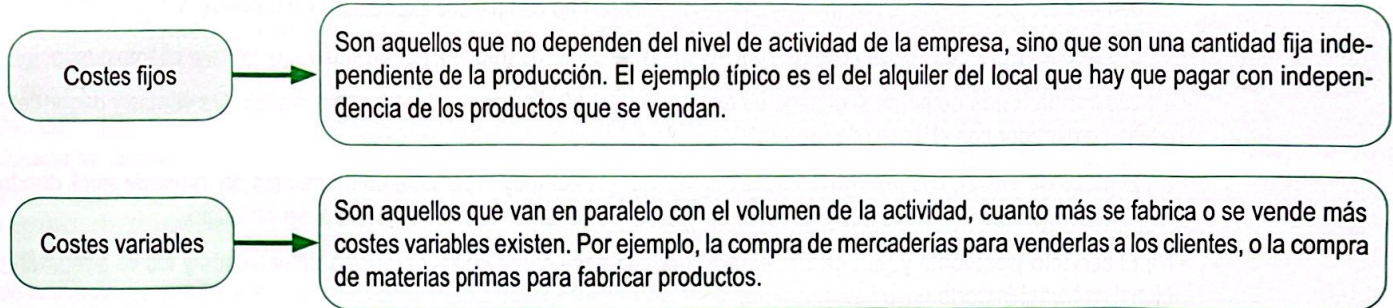 Costes fijos
Son aquellos que no dependen del nivel de actividad de la empresa, sino que son una cantidad fija inde-
pendiente de la producción. El ejemplo típico es el del alquiler del local que hay que pagar con indepen-
dencia de los productos que se vendan.
Costes variables
Son aquellos que van en paralelo con el volumen de la actividad, cuanto más se fabrica o se vende más
costes variables existen. Por ejemplo, la compra de mercaderías para venderlas a los clientes, o la compra
de materias primas para fabricar productos.